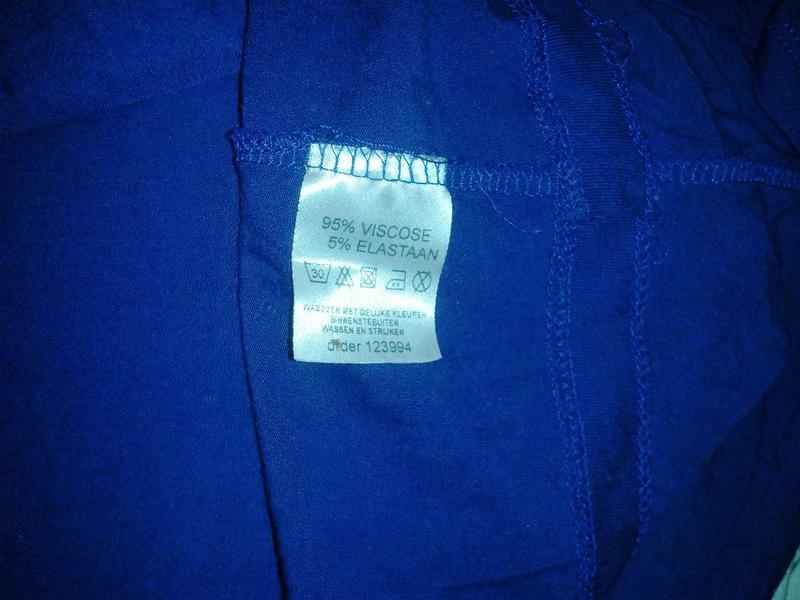 95% VISCOSE
5% ELASTAAN
30
WASSEN MET GELIJKE KLEUREN
BINNENSTEBUITEN
WASSEN EN STRIJKEN
order 123994